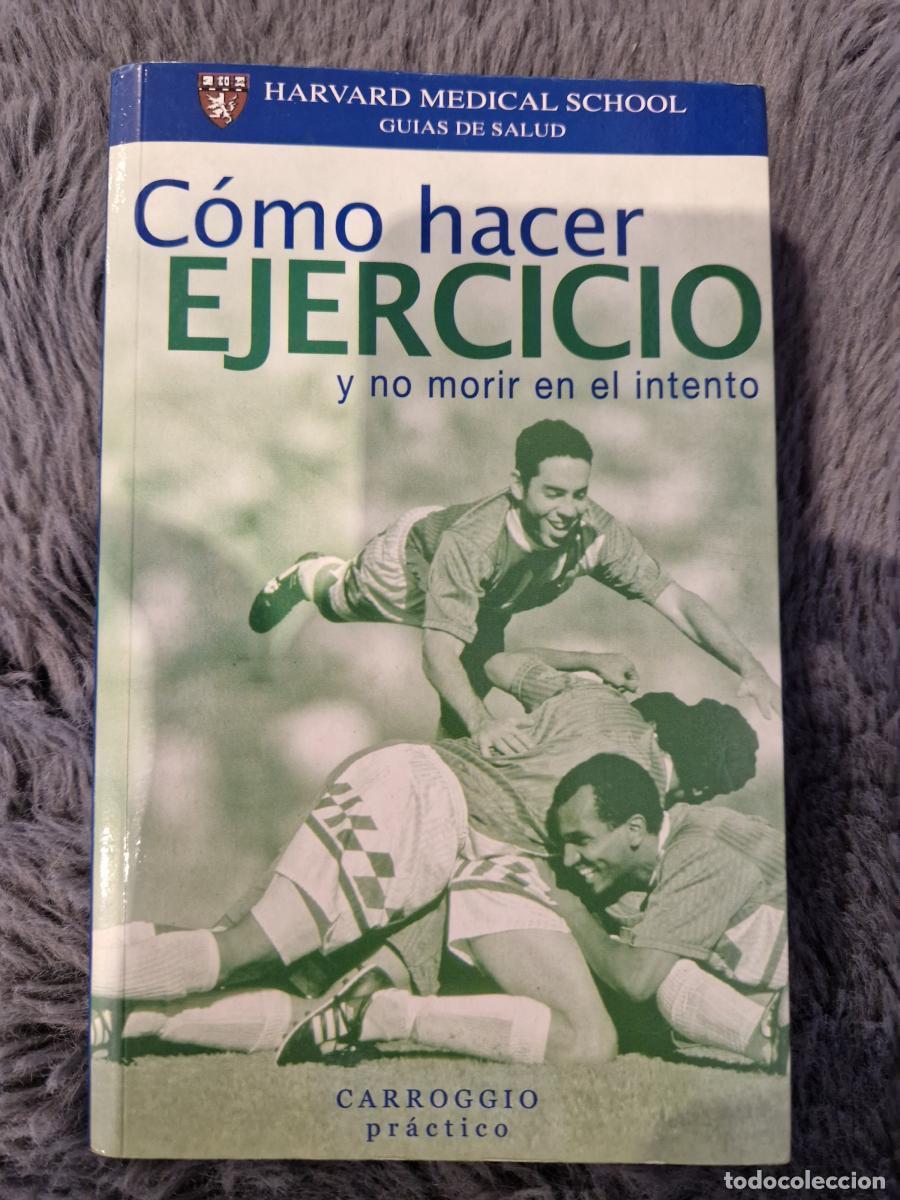 HARVARD MEDICAL SCHOOL
GUIAS DE SALUD
Cómo hacer
EJERCICIO
y no morir en el intento
CARROGGIO
práctico
todocoleccion